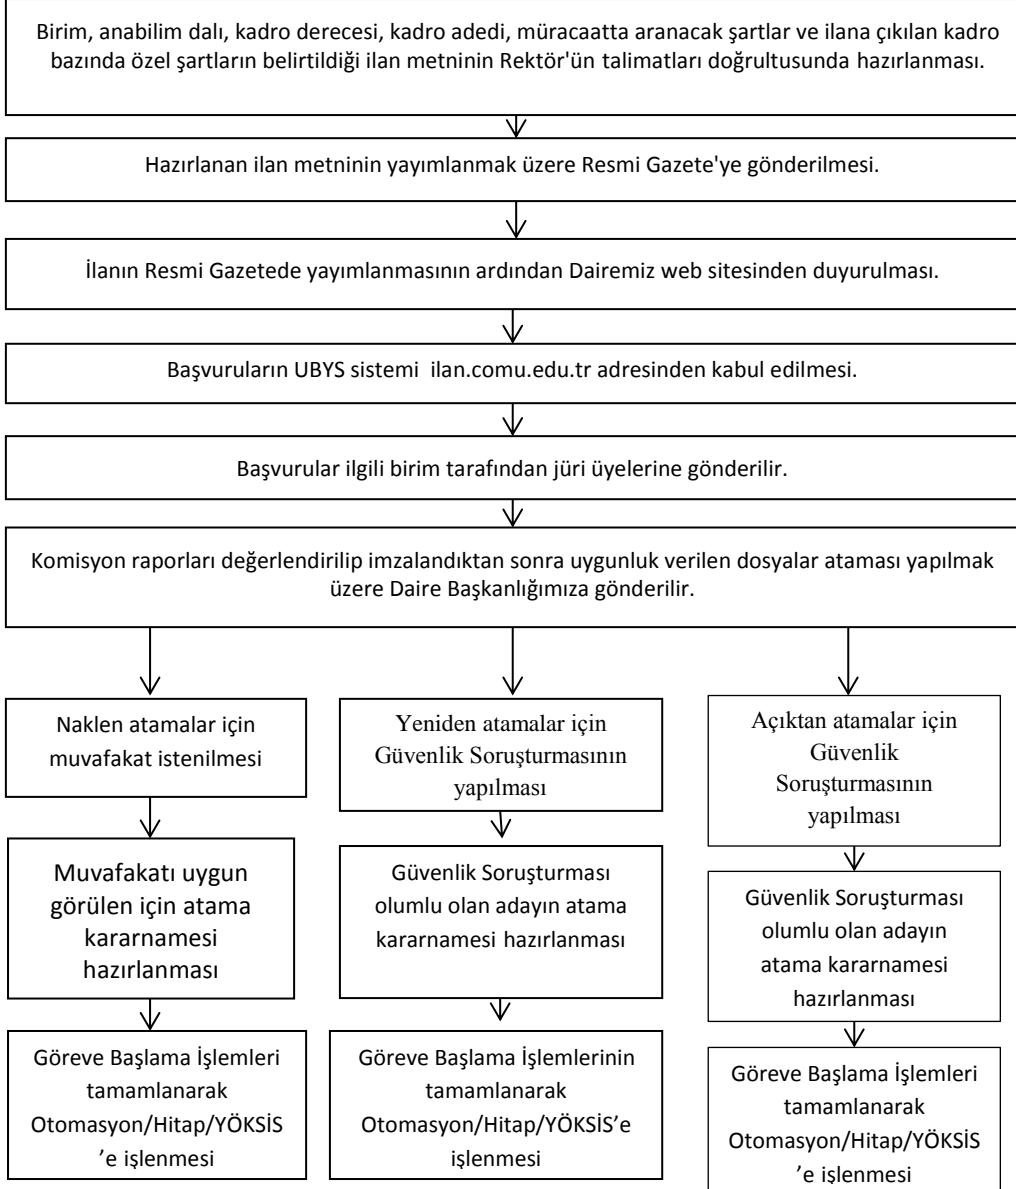 Birim, anabilim dalı, kadro derecesi, kadro adedi, müracaatta aranacak şartlar ve ilana çıkılan kadro
bazında özel şartların belirtildiği ilan metninin Rektör'ün talimatları doğrultusunda hazırlanması.
Hazırlanan ilan metninin yayımlanmak üzere Resmi Gazete'ye gönderilmesi.
İlanın Resmi Gazetede yayımlanmasının ardından Dairemiz web sitesinden duyurulması.
Başvuruların UBYS sistemi ilan.comu.edu.tr adresinden kabul edilmesi.
Başvurular ilgili birim tarafından jüri üyelerine gönderilir.
Komisyon raporları değerlendirilip imzalandıktan sonra uygunluk verilen dosyalar ataması yapılmak
üzere Daire Başkanlığımıza gönderilir.
Naklen atamalar için
muvafakat istenilmesi
Muvafakatı uygun
görülen için atama
kararnamesi
hazırlanması
Göreve Başlama İşlemleri
tamamlanarak
Otomasyon/Hitap/YÖKSİS
'e işlenmesi
Yeniden atamalar için
Güvenlik Soruşturmasının
yapılması
Güvenlik Soruşturması
olumlu olan adayın atama
kararnamesi hazırlanması
Göreve Başlama İşlemlerinin
tamamlanarak
Otomasyon/Hitap/YÖKSİS'e
işlenmesi
Açıktan atamalar için
Güvenlik
Soruşturmasının
yapılması
Güvenlik Soruşturması
olumlu olan adayın
atama kararnamesi
hazırlanması
Göreve Başlama İşlemleri
tamamlanarak
Otomasyon/Hitap/YÖKSİS
'e işlenmesi